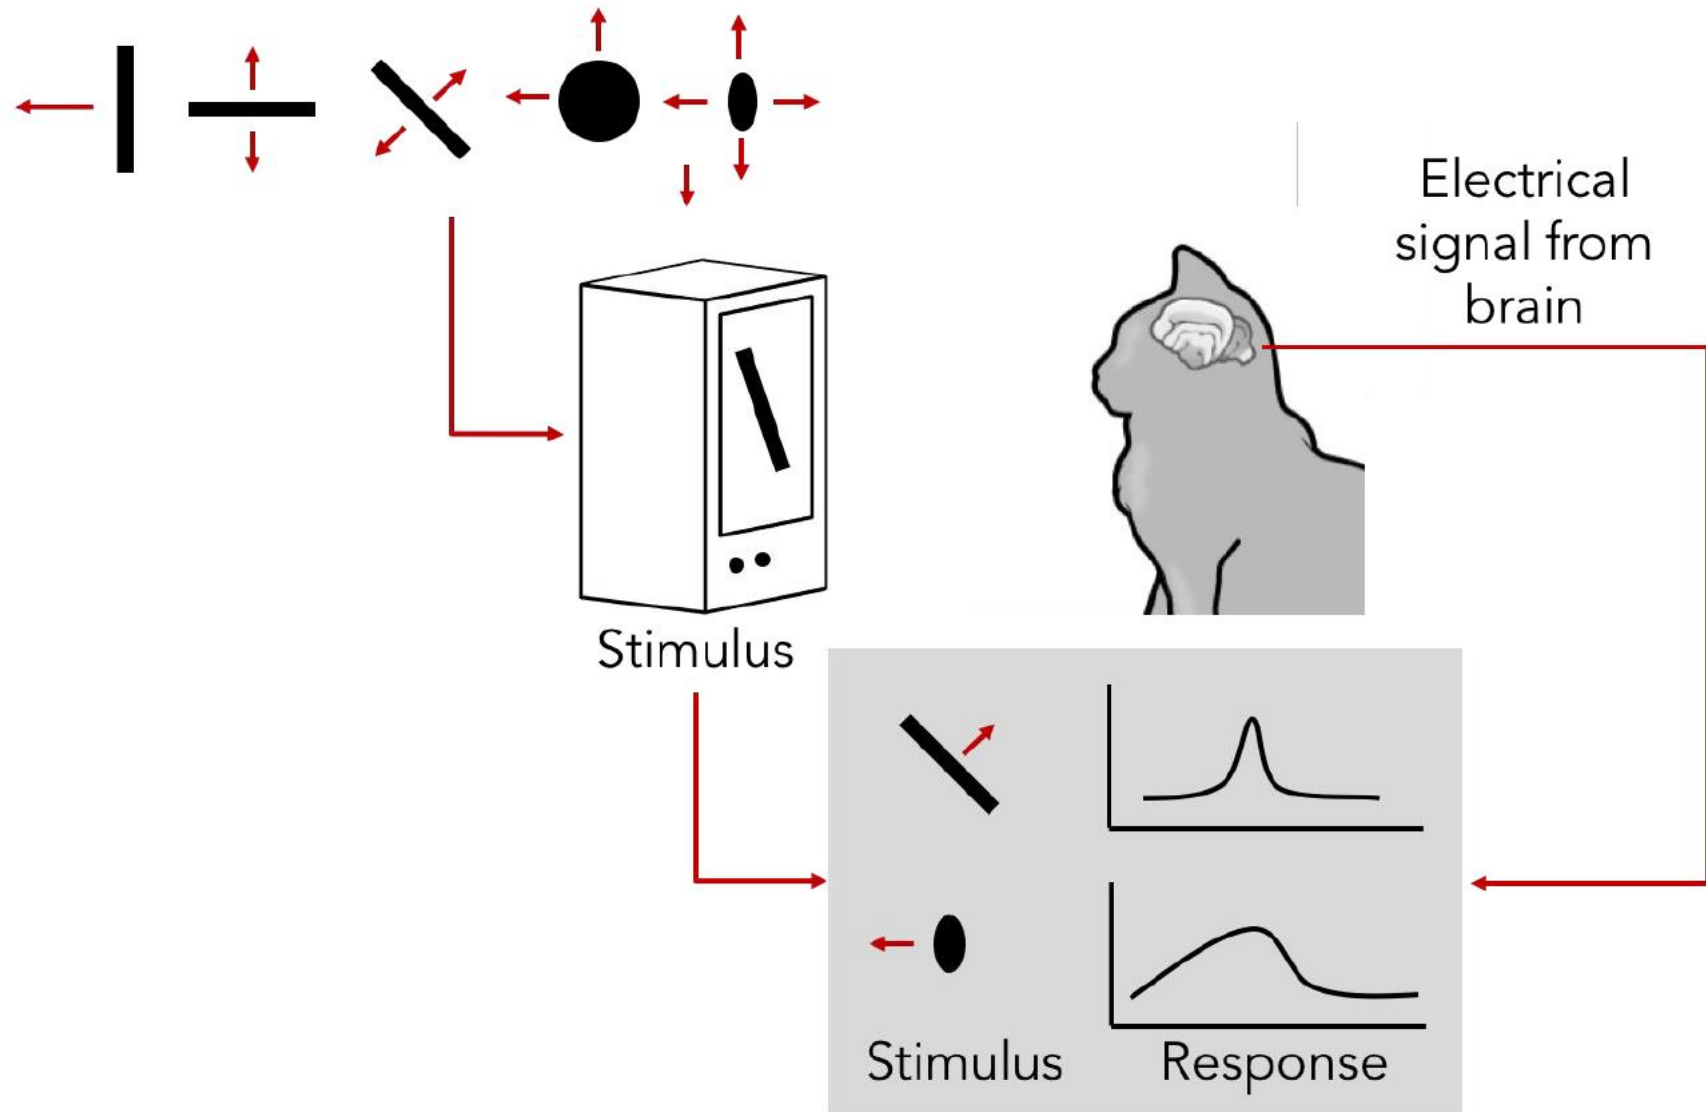 Electrical
signal from
brain
Stimulus
Stimulus
Response